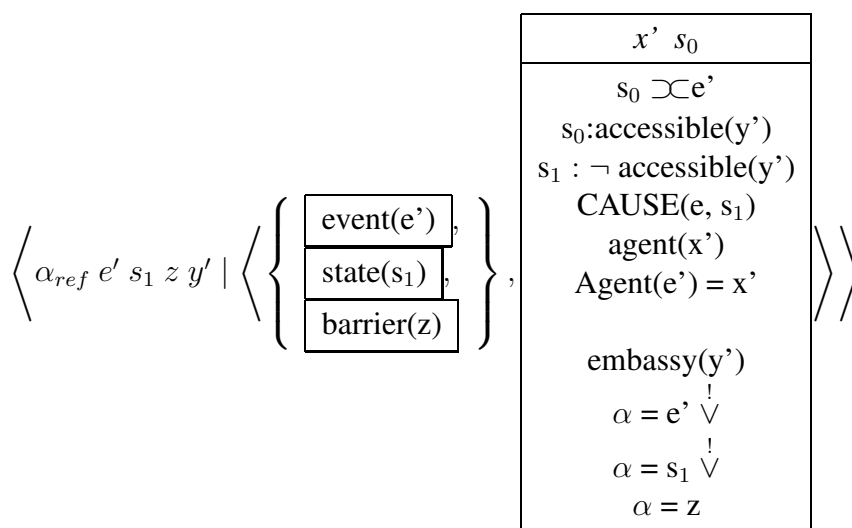 x’ s₀
s₀ ⊃⊂e’
s₀:accessible(y’)
s₁ : ¬ accessible(y’)
CAUSE(e, s₁)
agent(x’)
Agent(e’) = x’
⟨ α_ref e′ s₁ z y′ | ⟨ { event(e’) ,
state(s₁) ,
barrier(z) } , ⟩⟩
embassy(y’)
α = e’ ∨^!
α = s₁ ∨^!
α = z